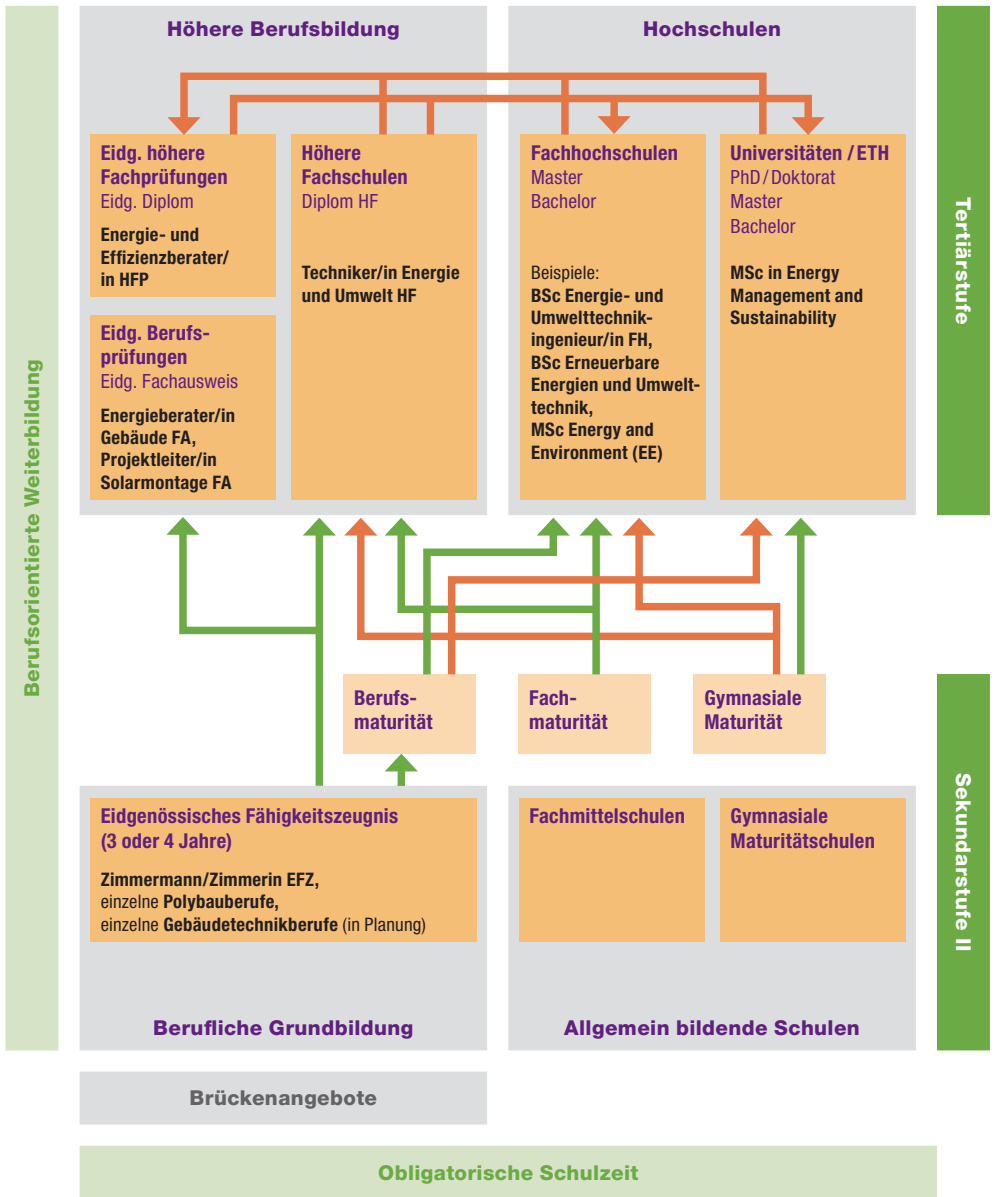 Höhere Berufsbildung
Hochschulen
Eidg. höhere
Fachprüfungen
Eidg. Diplom
Energie- und
Effizienzberater/
in HFP
Höhere
Fachschulen
Diplom HF
Techniker/in Energie
und Umwelt HF
Fachhochschulen
Master
Bachelor
Beispiele:
BSc Energie- und
Umwelttechnik-
ingenieur/in FH,
BSc Erneuerbare
Energien und Umwelt-
technik,
MSc Energy and
Environment (EE)
Universitäten / ETH
PhD / Doktorat
Master
Bachelor
MSc in Energy
Management and
Sustainability
Eidg. Berufs-
prüfungen
Eidg. Fachausweis
Energieberater/in
Gebäude FA,
Projektleiter/in
Solarmontage FA
Tertiärstufe
Berufsorientierte Weiterbildung
Berufs-
maturität
Fach-
maturität
Gymnasiale
Maturität
Eidgenössisches Fähigkeitszeugnis
(3 oder 4 Jahre)
Zimmermann/Zimmerin EFZ,
einzelne Polybauberufe,
einzelne Gebäudetechnikberufe (in Planung)
Fachmittelschulen
Gymnasiale
Maturitätschulen
Sekundarstufe II
Berufliche Grundbildung
Allgemein bildende Schulen
Brückenangebote
Obligatorische Schulzeit